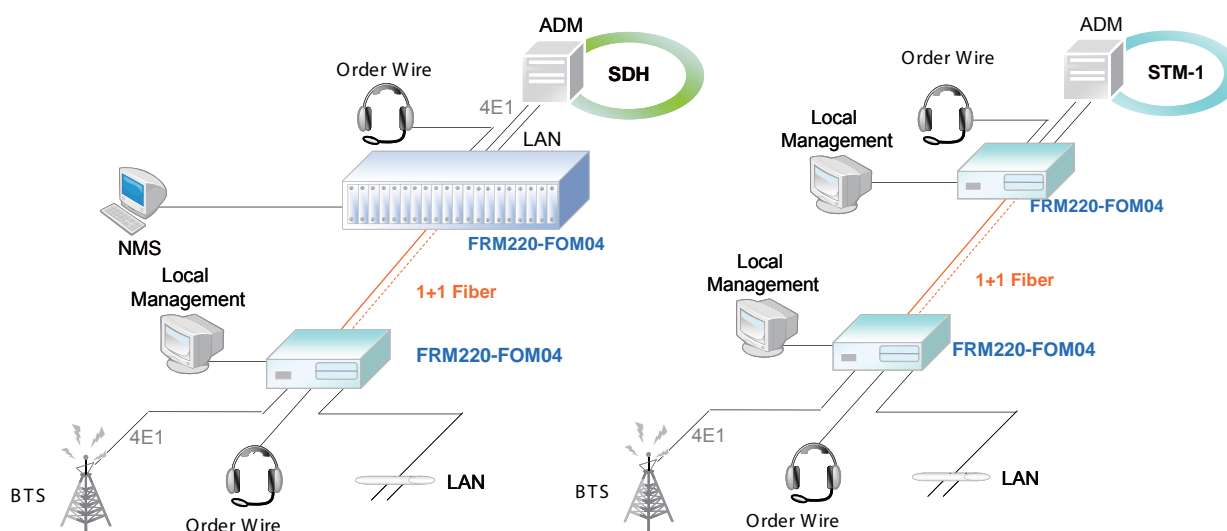 ADM
SDH
Order Wire
4E1
LAN
NMS
FRM220-FOM04
Local
Management
1+1 Fiber
FRM220-FOM04
4E1
BTS
LAN
Order Wire
ADM
STM-1
Order Wire
Local
Management
FRM220-FOM04
Local
Management
1+1 Fiber
FRM220-FOM04
4E1
BTS
LAN
Order Wire